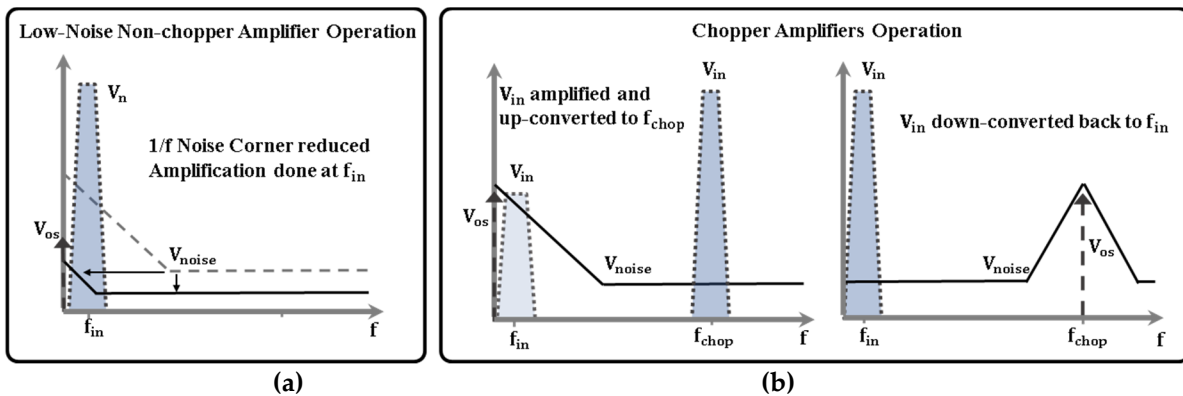 Low-Noise Non-chopper Amplifier Operation
Vn
1/f Noise Corner reduced
Amplification done at fin
Vos
Vnoise
fin
f
(a)
Chopper Amplifiers Operation
Vin
Vin amplified and
up-converted to fchop
Vin
Vos
Vnoise
fin
fchop
f
Vin
Vin down-converted back to fin
Vnoise
Vos
fin
fchop
f
(b)